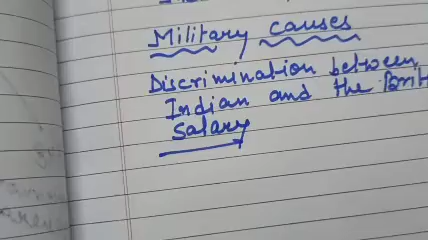 Military causes
Discrimination between
Indian and the
Salary